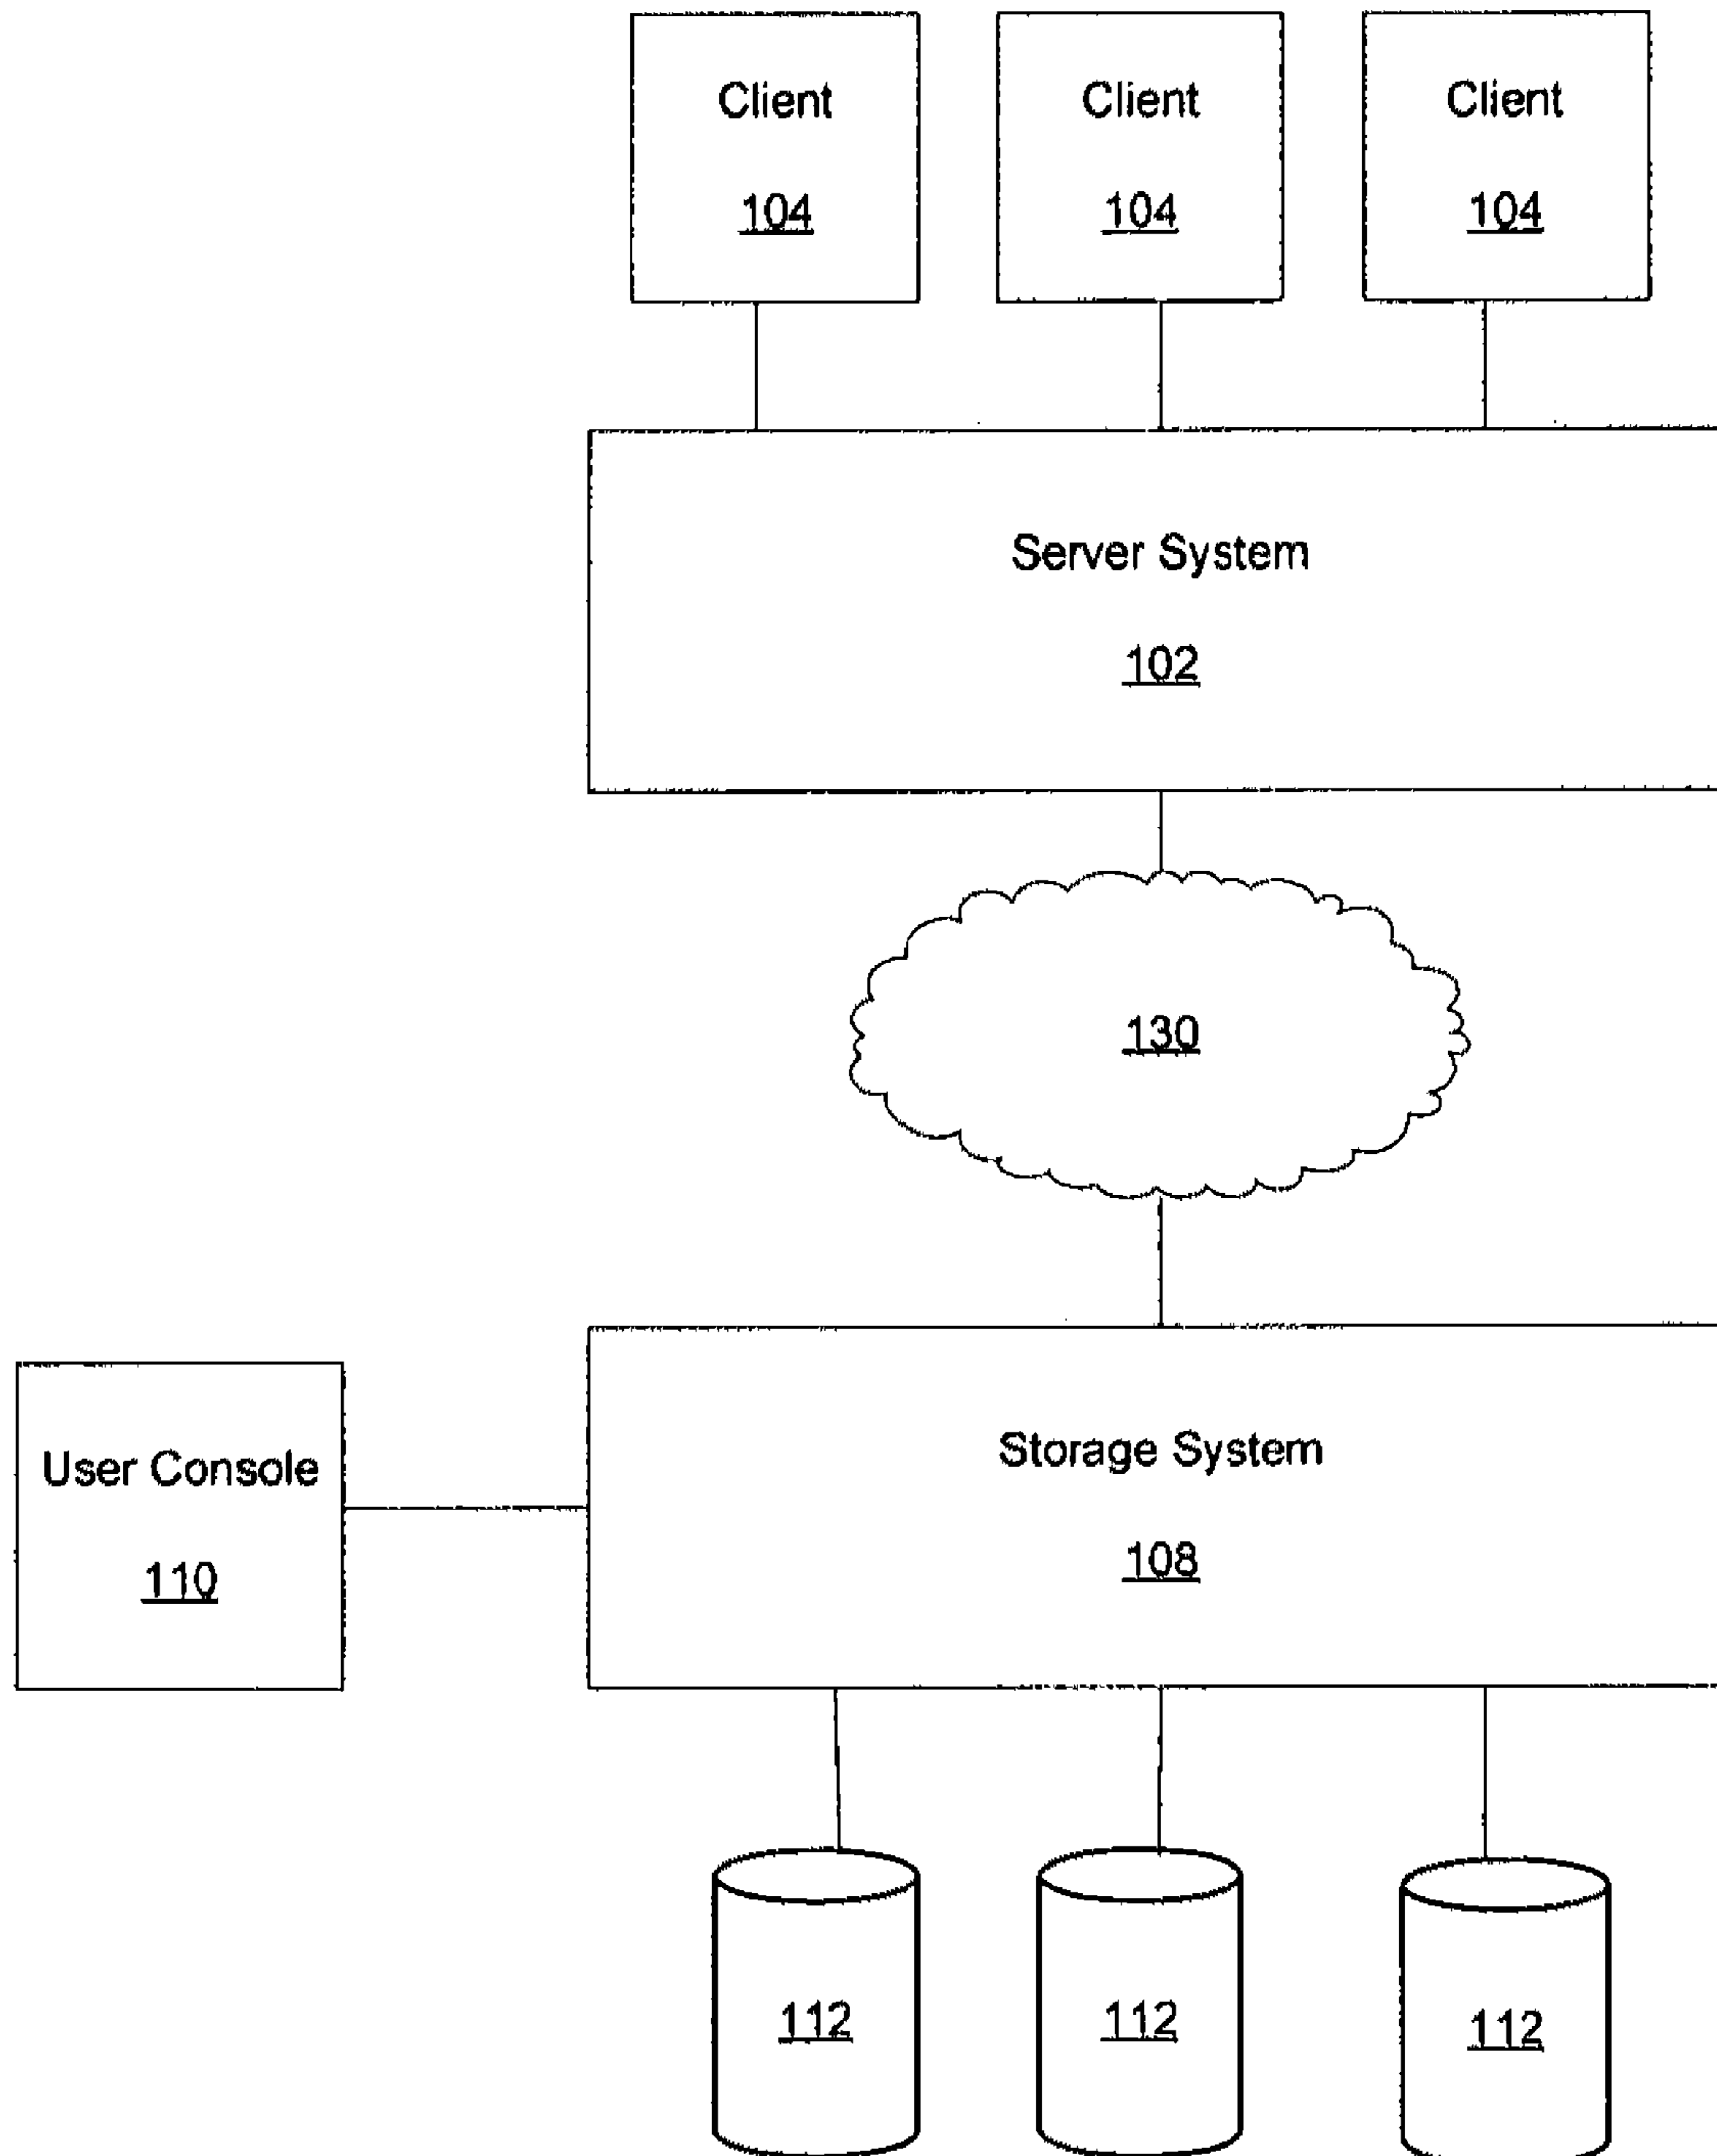 Client
104
Client
104
Client
104
Server System
102
130
User Console
110
Storage System
108
112
112
112